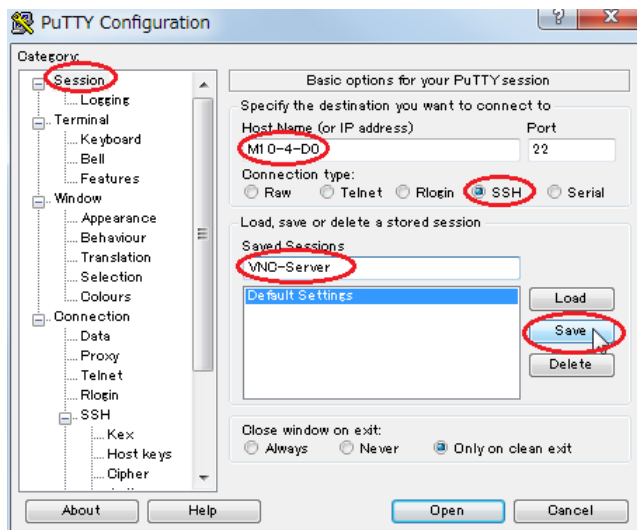 PuTTY Configuration
Category:
Session
Logging
Terminal
Keyboard
Bell
Features
Window
Appearance
Behaviour
Translation
Selection
Colours
Connection
Data
Proxy
Telnet
Rlogin
SSH
Kex
Host keys
Cipher
Basic options for your PuTTY session
Specify the destination you want to connect to
Host Name (or IP address) Port
M10-4-D0 22
Connection type:
Raw Telnet Rlogin SSH Serial
Load, save or delete a stored session
Saved Sessions
VNC-Server
Default Settings
Load
Save
Delete
Close window on exit:
Always Never Only on clean exit
About Help Open Cancel